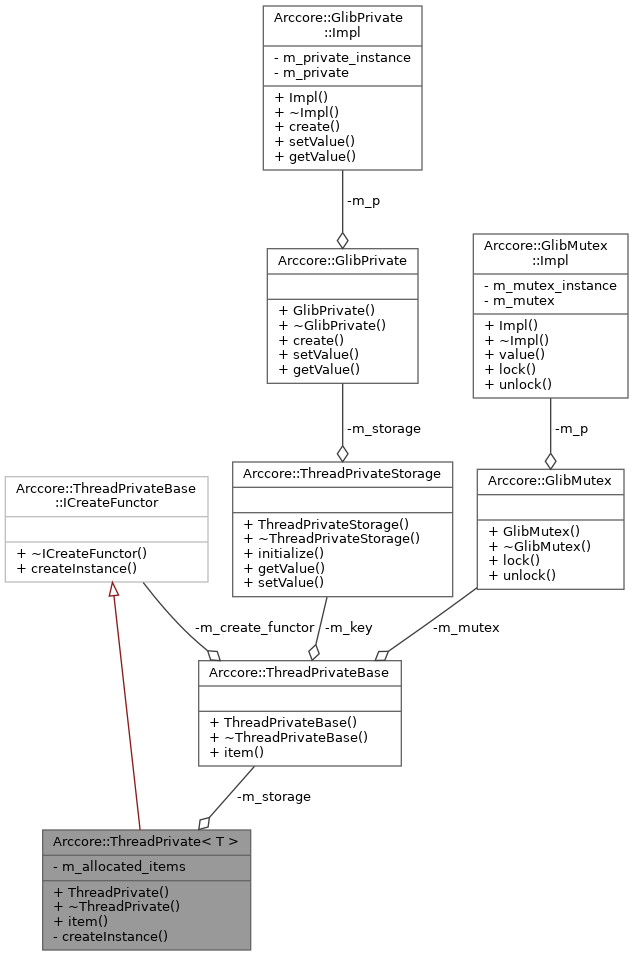 Arccore::GlibPrivate
::Impl
- m_private_instance
- m_private
+ Impl()
+ ~Impl()
+ create()
+ setValue()
+ getValue()
-m_p
Arccore::GlibPrivate
+ GlibPrivate()
+ ~GlibPrivate()
+ create()
+ setValue()
+ getValue()
Arccore::GlibMutex
::Impl
- m_mutex_instance
- m_mutex
+ Impl()
+ ~Impl()
+ value()
+ lock()
+ unlock()
-m_storage
-m_p
Arccore::ThreadPrivateBase
::ICreateFunctor
+ ~ICreateFunctor()
+ createInstance()
Arccore::ThreadPrivateStorage
+ ThreadPrivateStorage()
+ ~ThreadPrivateStorage()
+ initialize()
+ getValue()
+ setValue()
Arccore::GlibMutex
+ GlibMutex()
+ ~GlibMutex()
+ lock()
+ unlock()
-m_create_functor
-m_key
-m_mutex
Arccore::ThreadPrivateBase
+ ThreadPrivateBase()
+ ~ThreadPrivateBase()
+ item()
-m_storage
Arccore::ThreadPrivate< T >
- m_allocated_items
+ ThreadPrivate()
+ ~ThreadPrivate()
+ item()
- createInstance()